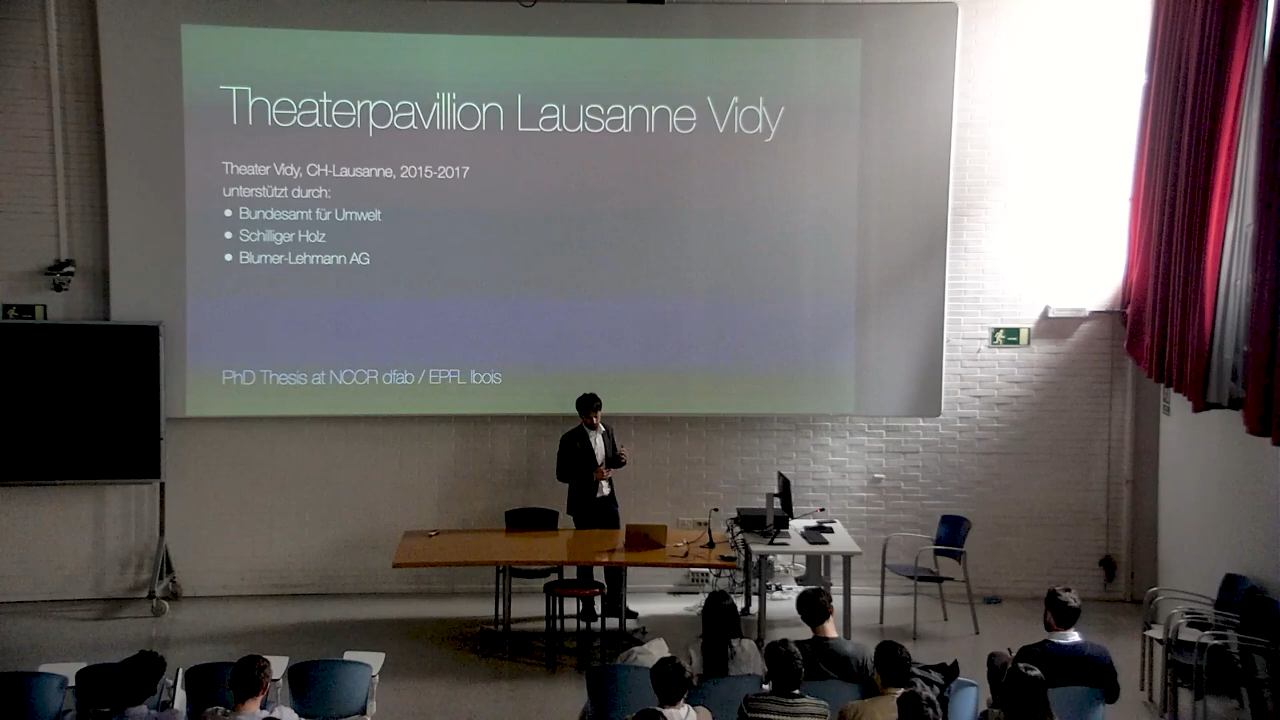 Theaterpavillion Lausanne Vidy
Theater Vidy, CH-Lausanne, 2015-2017
unterstützt durch:
• Bundesamt für Umwelt
• Schilliger Holz
• Blumer-Lehmann AG
PhD Thesis at NCCR dfab / EPFL Ibois